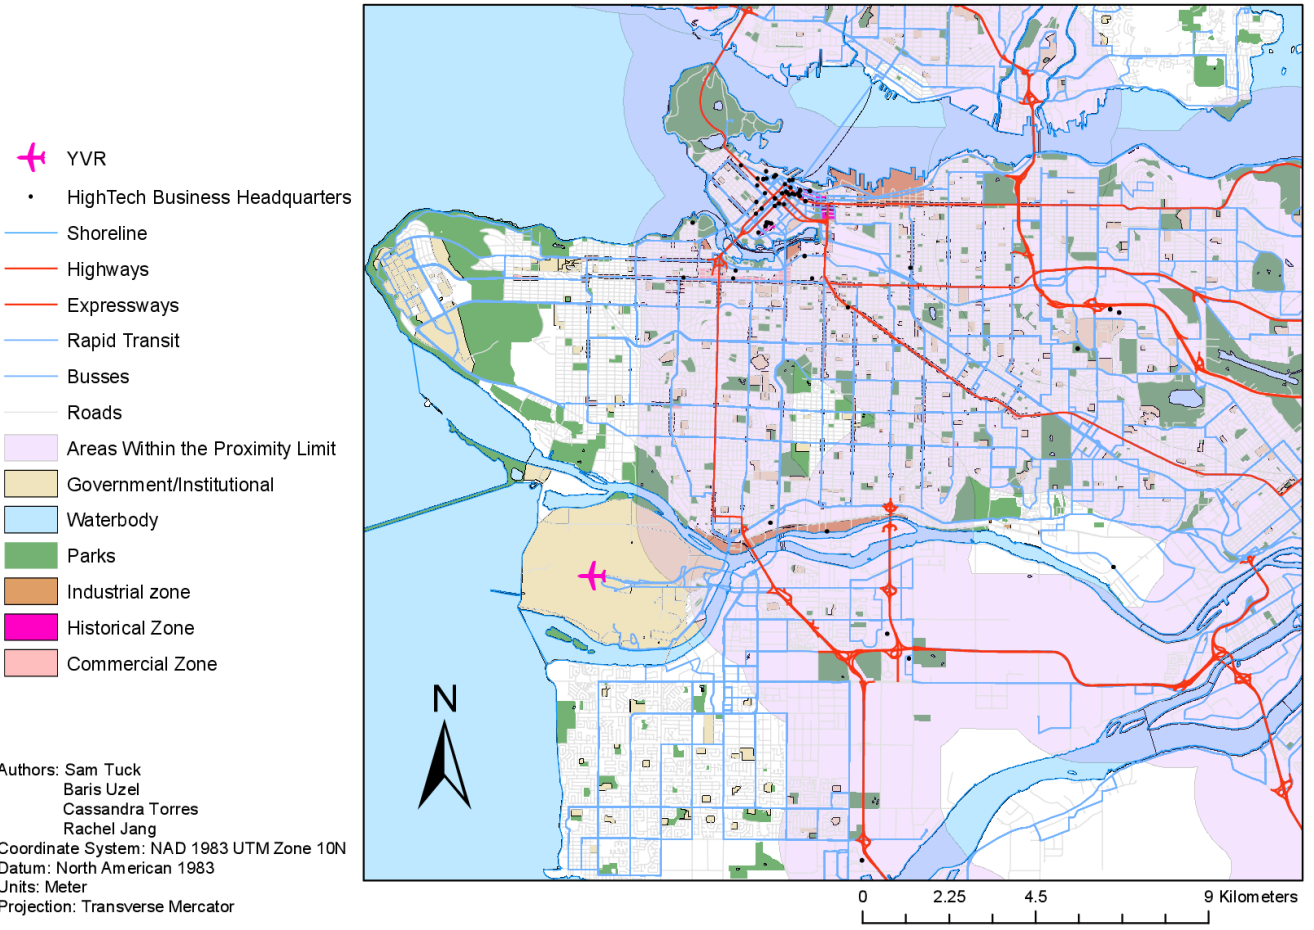 YVR
HighTech Business Headquarters
Shoreline
Highways
Expressways
Rapid Transit
Busses
Roads
Areas Within the Proximity Limit
Government/Institutional
Waterbody
Parks
Industrial zone
Historical Zone
Commercial Zone
N
Authors: Sam Tuck
Baris Uzel
Cassandra Torres
Rachel Jang
Coordinate System: NAD 1983 UTM Zone 10N
Datum: North American 1983
Units: Meter
Projection: Transverse Mercator
0 2.25 4.5 9 Kilometers